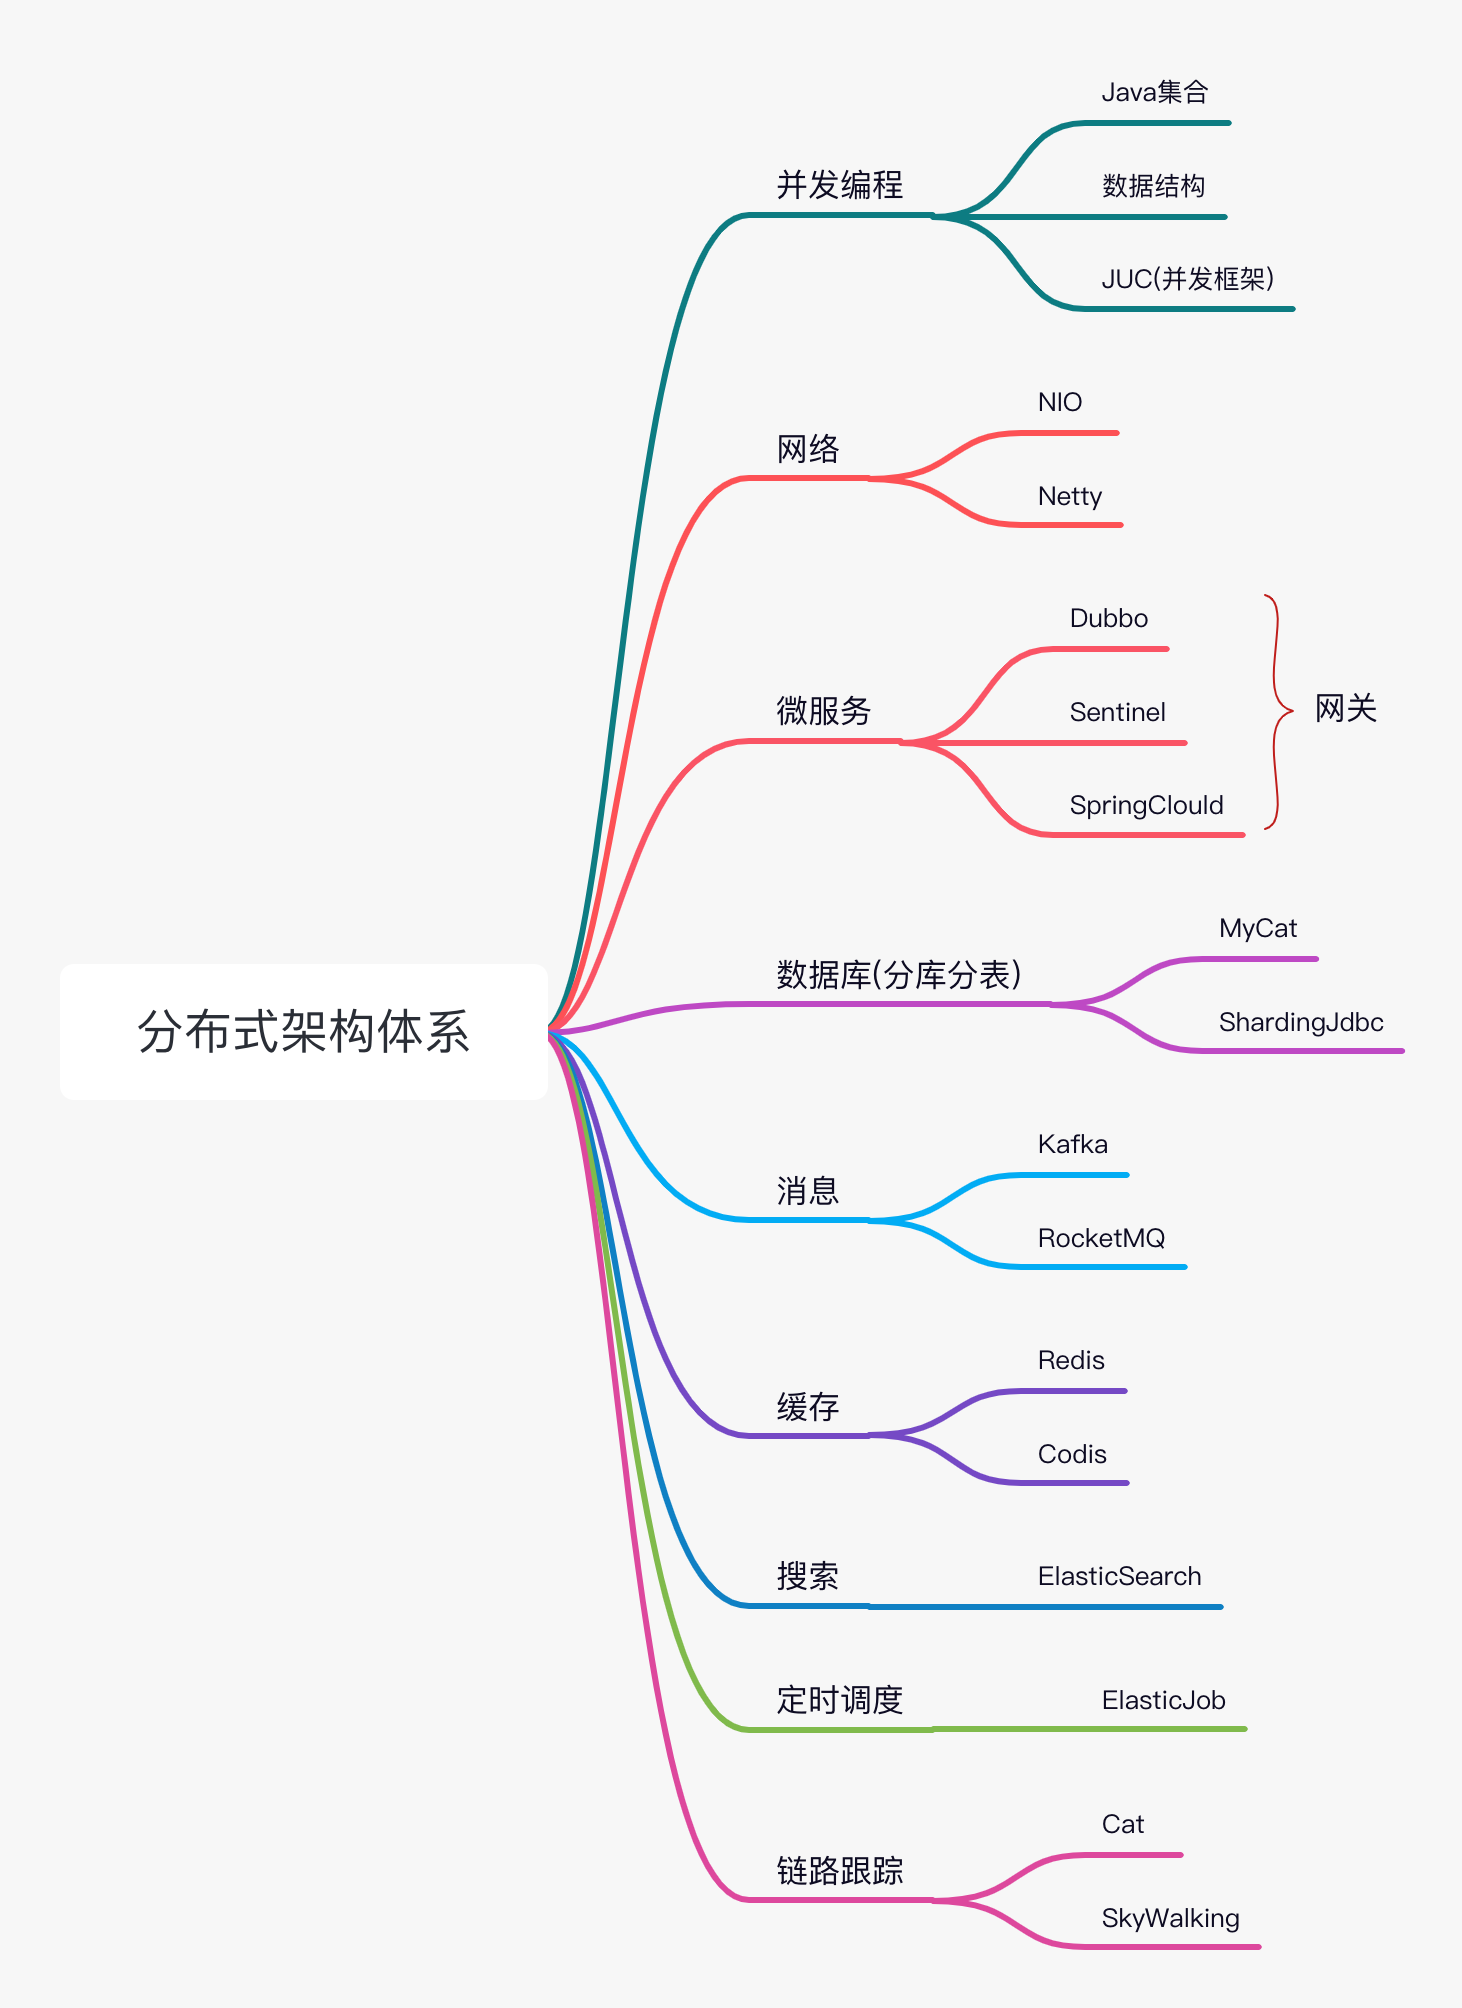 分布式架构体系
并发编程
Java集合
数据结构
JUC(并发框架)
网络
NIO
Netty
微服务
Dubbo
Sentinel
SpringClould
网关
数据库(分库分表)
MyCat
ShardingJdbc
消息
Kafka
RocketMQ
缓存
Redis
Codis
搜索
ElasticSearch
定时调度
ElasticJob
链路跟踪
Cat
SkyWalking